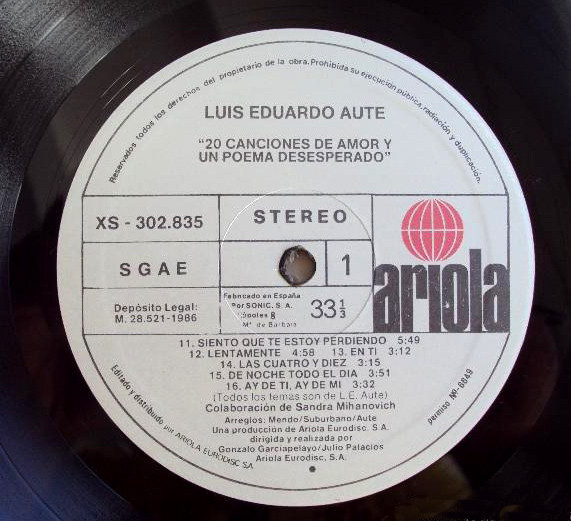 Reservados todos los derechos del propietario de la obra. Prohibida su ejecución pública, radiación y duplicación.
LUIS EDUARDO AUTE
"20 CANCIONES DE AMOR Y
UN POEMA DESESPERADO"
XS - 302.835
STEREO
SGAE
1
ariola
Depósito Legal:
M. 28.521-1986
Fabricado en España
Por SONIC, S. A.
8
Mª de Barbara
33 1/3
11. SIENTO QUE TE ESTOY PERDIENDO 5:49
12. LENTAMENTE 4:58 13. EN TI 3:12
14. LAS CUATRO Y DIEZ 3:15
15. DE NOCHE TODO EL DIA 3:51
16. AY DE TI, AY DE MI 3:32
(Todos los temas son de L.E. Aute)
Colaboración de Sandra Mihanovich
Arreglos: Mendo/Suburbano/Aute
Una producción de Ariola Eurodisc, S.A.
dirigida y realizada por
Gonzalo Garciapelayo/Julio Palacios
Ariola Eurodisc, S.A.
Editado y distribuido por ARIOLA EURODISC S.A.
permiso Nº-6649